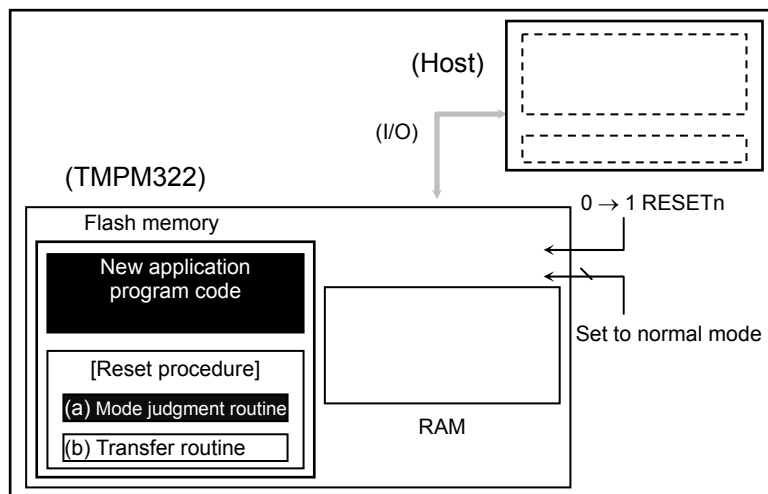 (Host)
(I/O)
(TMPM322)
0 → 1 RESETn
Flash memory
New application
program code
Set to normal mode
[Reset procedure]
(a) Mode judgment routine
RAM
(b) Transfer routine